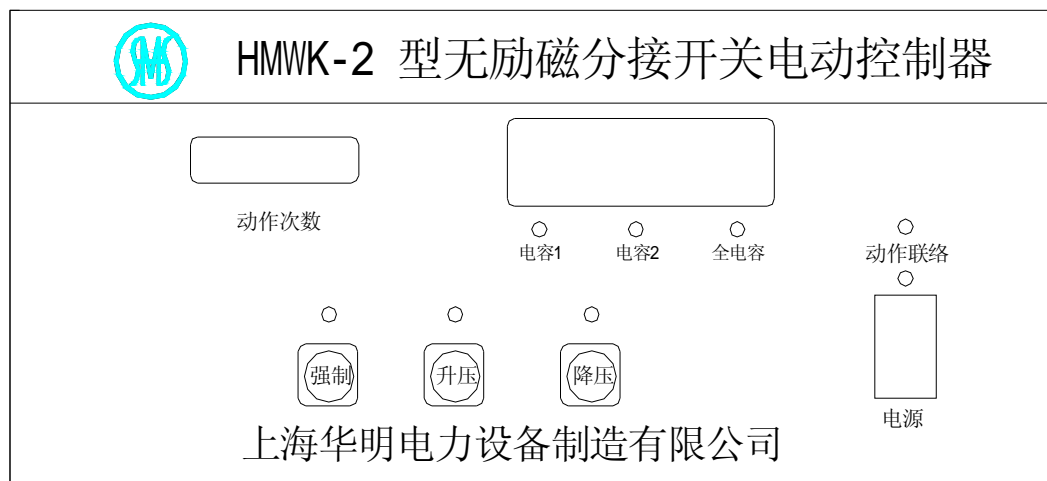 HMWK-2 型无励磁分接开关电动控制器
动作次数
电容1 电容2 全电容
动作联络
强制 升压 降压
电源
上海华明电力设备制造有限公司